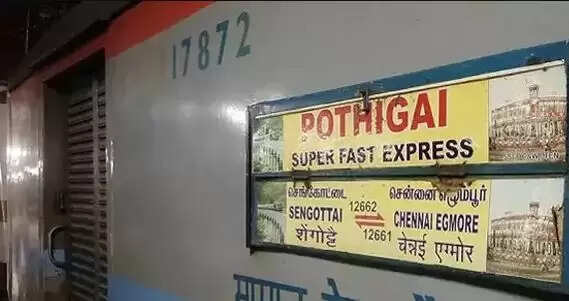 17872
POTHIGAI
SUPER FAST EXPRESS
செங்கோட்டை
சென்னை எழும்பூர்
12662
SENGOTTAI
CHENNAI EGMORE
12661
शेंगोट्टै
चेन्नई एग्मोर